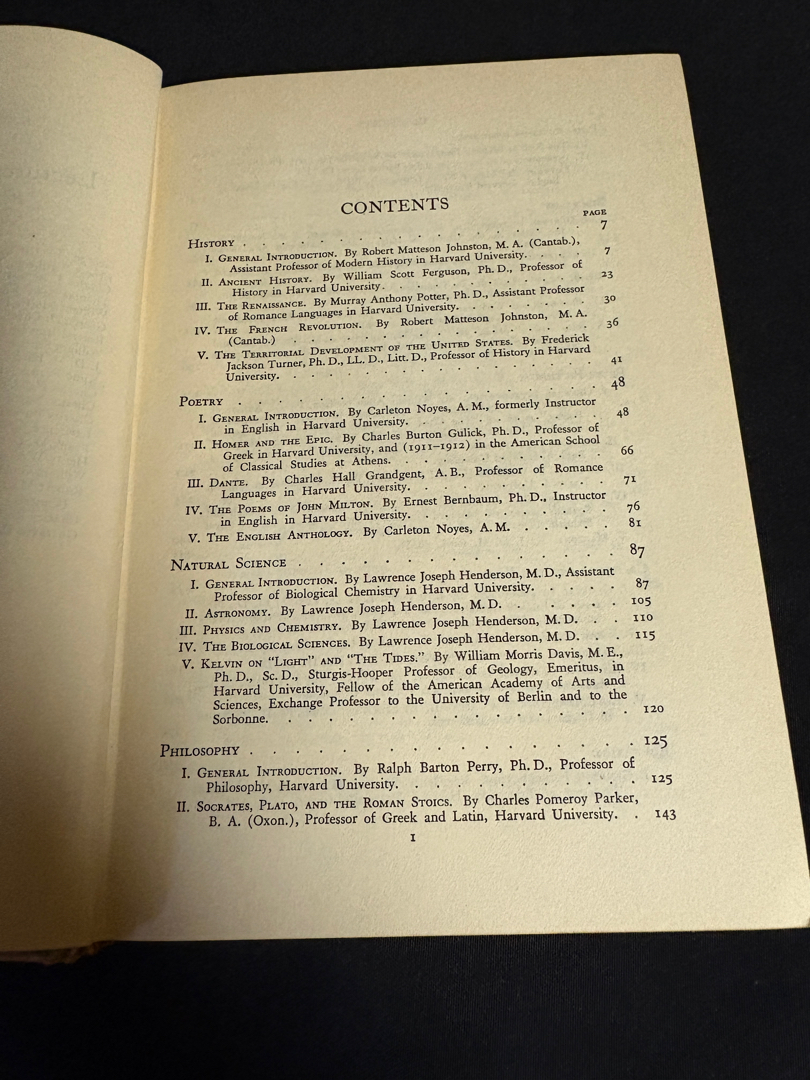 CONTENTS
PAGE
HISTORY . . . . . . . . . . . . . . . . 7
I. GENERAL INTRODUCTION. By Robert Matteson Johnston, M. A. (Cantab.),
Assistant Professor of Modern History in Harvard University. . . . 7
II. ANCIENT HISTORY. By William Scott Ferguson, Ph. D., Professor of
History in Harvard University. . . . . . . . . . . . 23
III. THE RENAISSANCE. By Murray Anthony Potter, Ph. D., Assistant Professor
of Romance Languages in Harvard University. . . . . . . . 30
IV. THE FRENCH REVOLUTION. By Robert Matteson Johnston, M. A.
(Cantab.) . . . . . . . . . . . . . . . 36
V. THE TERRITORIAL DEVELOPMENT OF THE UNITED STATES. By Frederick
Jackson Turner, Ph. D., LL. D., Litt. D., Professor of History in Harvard
University. . . . . . . . . . . . . . . . 41
POETRY . . . . . . . . . . . . . . . . 48
I. GENERAL INTRODUCTION. By Carleton Noyes, A. M., formerly Instructor
in English in Harvard University. . . . . . . . . . . 48
II. HOMER AND THE EPIC. By Charles Burton Gulick, Ph. D., Professor of
Greek in Harvard University, and (1911–1912) in the American School
of Classical Studies at Athens. . . . . . . . . . . . 66
III. DANTE. By Charles Hall Grandgent, A. B., Professor of Romance
Languages in Harvard University. . . . . . . . . . . 71
IV. THE POEMS OF JOHN MILTON. By Ernest Bernbaum, Ph. D., Instructor
in English in Harvard University. . . . . . . . . . . 76
V. THE ENGLISH ANTHOLOGY. By Carleton Noyes, A. M. . . . . . 81
NATURAL SCIENCE . . . . . . . . . . . . . . 87
I. GENERAL INTRODUCTION. By Lawrence Joseph Henderson, M. D., Assistant
Professor of Biological Chemistry in Harvard University. . . . . 87
II. ASTRONOMY. By Lawrence Joseph Henderson, M. D. . . . . . 105
III. PHYSICS AND CHEMISTRY. By Lawrence Joseph Henderson, M. D. . . 110
IV. THE BIOLOGICAL SCIENCES. By Lawrence Joseph Henderson, M. D. . . 115
V. KELVIN ON "LIGHT" AND "THE TIDES." By William Morris Davis, M. E.,
Ph. D., Sc. D., Sturgis-Hooper Professor of Geology, Emeritus, in
Harvard University, Fellow of the American Academy of Arts and
Sciences, Exchange Professor to the University of Berlin and to the
Sorbonne. . . . . . . . . . . . . . . . 120
PHILOSOPHY . . . . . . . . . . . . . . . 125
I. GENERAL INTRODUCTION. By Ralph Barton Perry, Ph. D., Professor of
Philosophy, Harvard University. . . . . . . . . . . 125
II. SOCRATES, PLATO, AND THE ROMAN STOICS. By Charles Pomeroy Parker,
B. A. (Oxon.), Professor of Greek and Latin, Harvard University. . 143
1